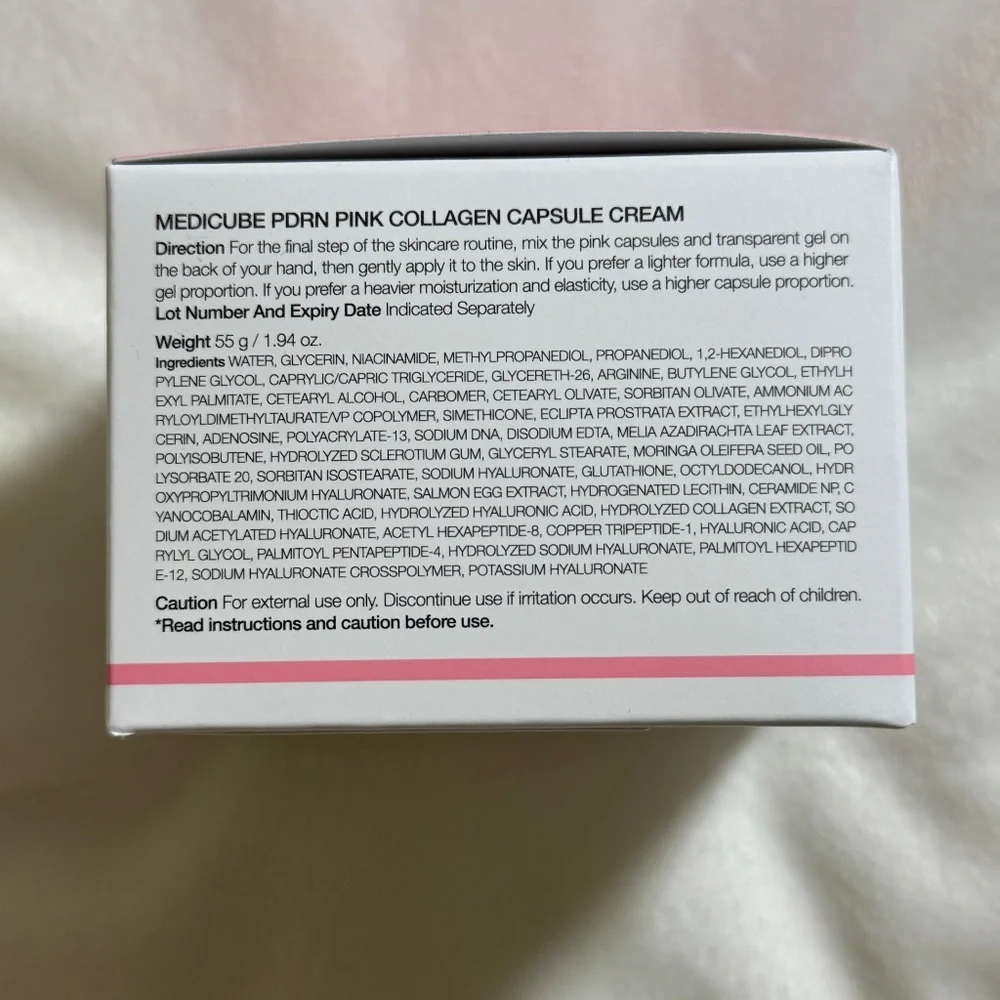 MEDICUBE PDRN PINK COLLAGEN CAPSULE CREAM
Direction For the final step of the skincare routine, mix the pink capsules and transparent gel on
the back of your hand, then gently apply it to the skin. If you prefer a lighter formula, use a higher
gel proportion. If you prefer a heavier moisturization and elasticity, use a higher capsule proportion.
Lot Number And Expiry Date Indicated Separately
Weight 55 g / 1.94 oz.
Ingredients WATER, GLYCERIN, NIACINAMIDE, METHYLPROPANEDIOL, PROPANEDIOL, 1,2-HEXANEDIOL, DIPRO
PYLENE GLYCOL, CAPRYLIC/CAPRIC TRIGLYCERIDE, GLYCERETH-26, ARGININE, BUTYLENE GLYCOL, ETHYLH
EXYL PALMITATE, CETEARYL ALCOHOL, CARBOMER, CETEARYL OLIVATE, SORBITAN OLIVATE, AMMONIUM AC
RYLOYLDIMETHYLTAURATE/VP COPOLYMER, SIMETHICONE, ECLIPTA PROSTRATA EXTRACT, ETHYLHEXYLGLY
CERIN, ADENOSINE, POLYACRYLATE-13, SODIUM DNA, DISODIUM EDTA, MELIA AZADIRACHTA LEAF EXTRACT,
POLYISOBUTENE, HYDROLYZED SCLEROTIUM GUM, GLYCERYL STEARATE, MORINGA OLEIFERA SEED OIL, PO
LYSORBATE 20, SORBITAN ISOSTEARATE, SODIUM HYALURONATE, GLUTATHIONE, OCTYLDODECANOL, HYDR
OXYPROPYLTRIMONIUM HYALURONATE, SALMON EGG EXTRACT, HYDROGENATED LECITHIN, CERAMIDE NP, C
YANOCOBALAMIN, THIOCTIC ACID, HYDROLYZED HYALURONIC ACID, HYDROLYZED COLLAGEN EXTRACT, SO
DIUM ACETYLATED HYALURONATE, ACETYL HEXAPEPTIDE-8, COPPER TRIPEPTIDE-1, HYALURONIC ACID, CAP
RYLYL GLYCOL, PALMITOYL PENTAPEPTIDE-4, HYDROLYZED SODIUM HYALURONATE, PALMITOYL HEXAPEPTID
E-12, SODIUM HYALURONATE CROSSPOLYMER, POTASSIUM HYALURONATE
Caution For external use only. Discontinue use if irritation occurs. Keep out of reach of children.
*Read instructions and caution before use.